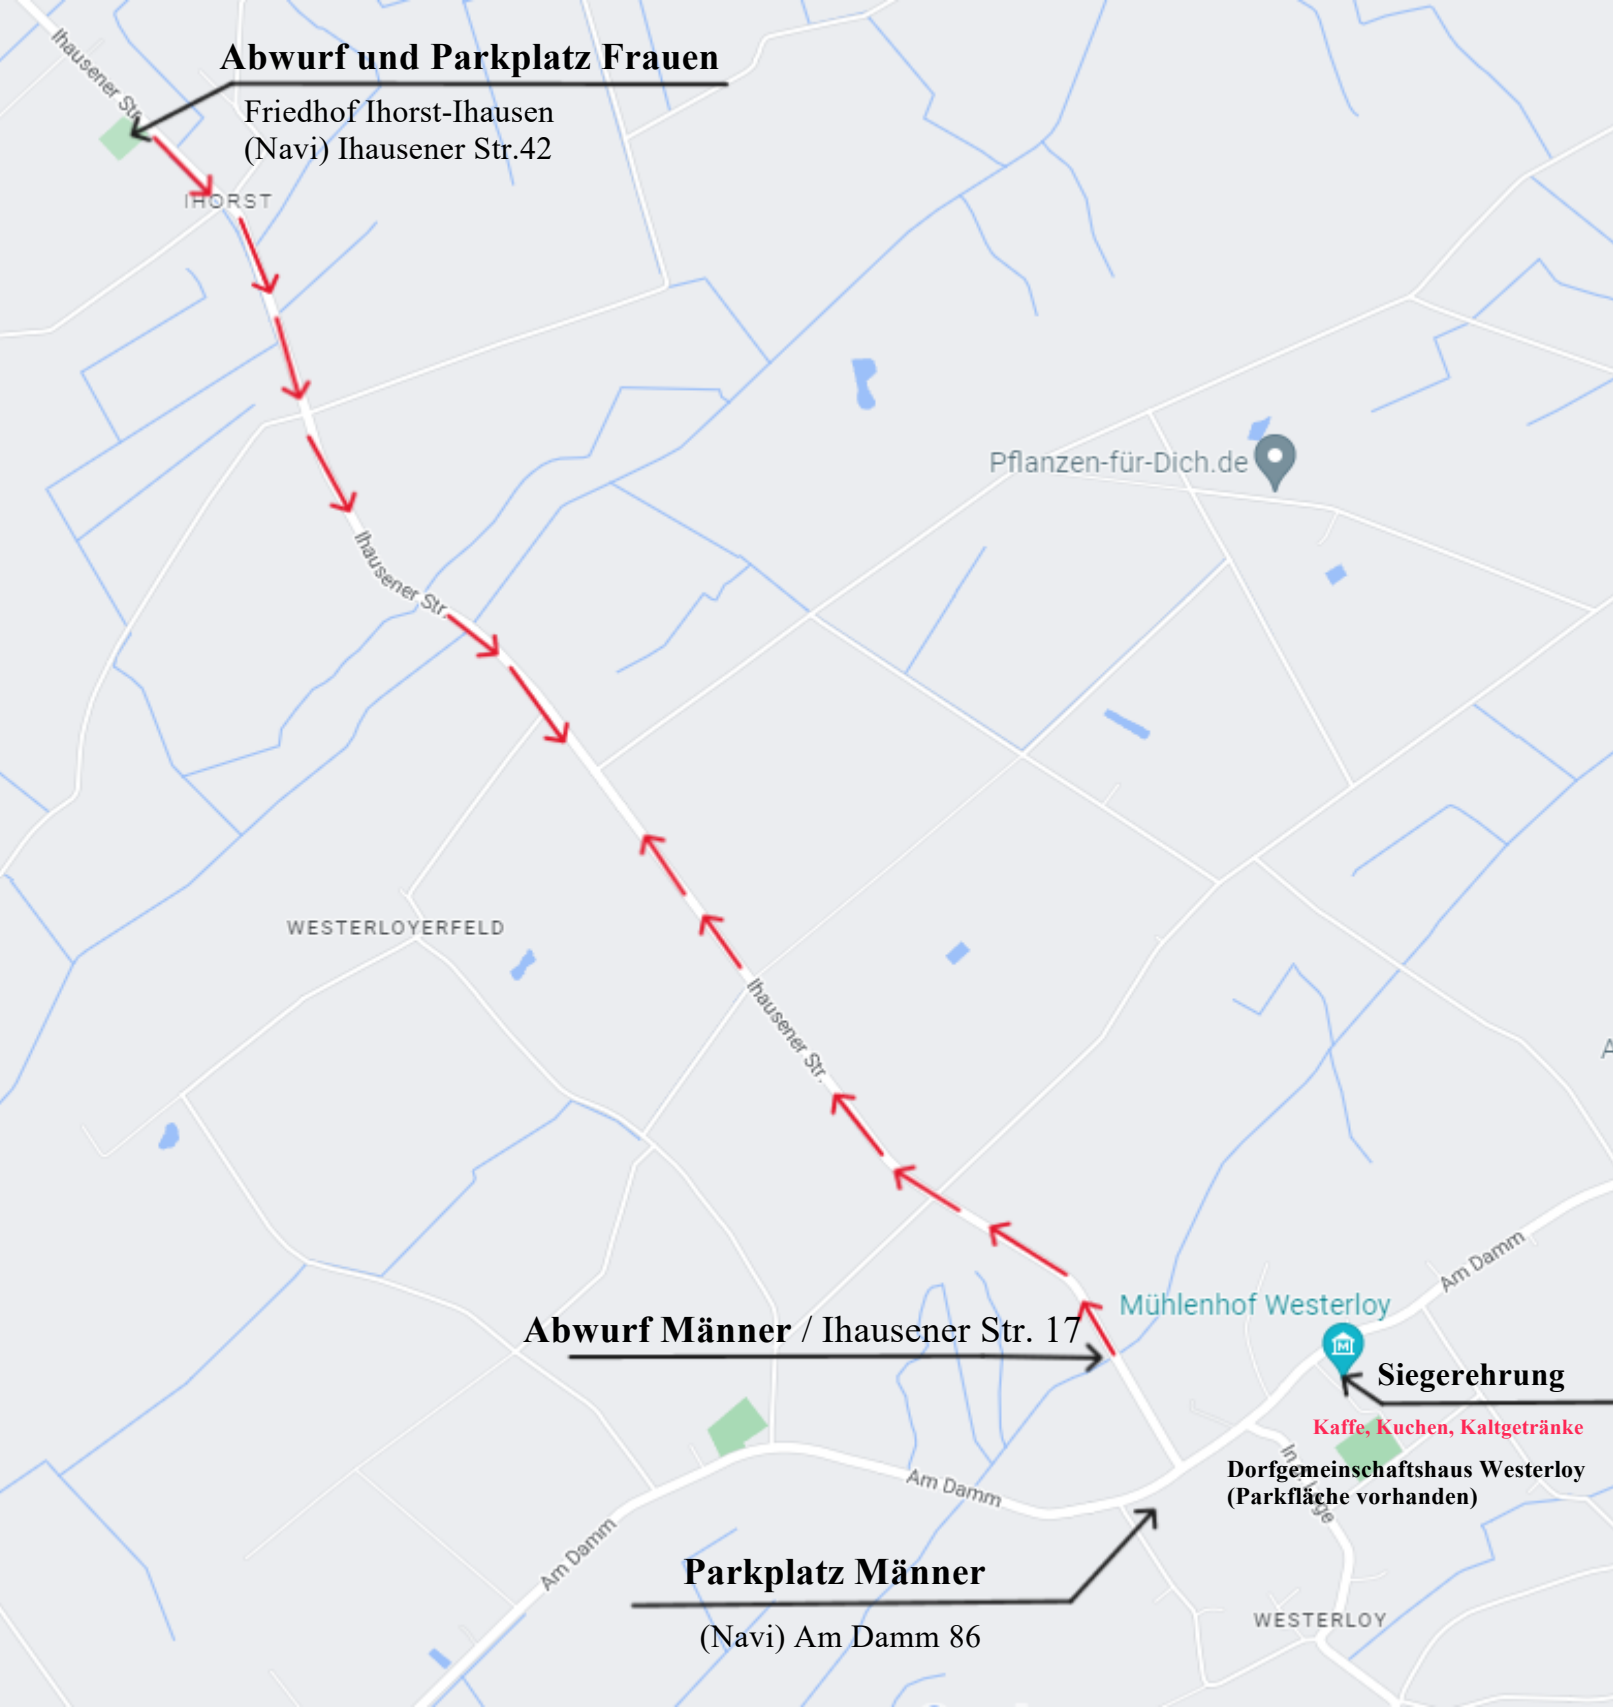 Ihausener Str.
Abwurf und Parkplatz Frauen
Friedhof Ihorst-Ihausen
(Navi) Ihausener Str.42
IHORST
Pflanzen-für-Dich.de
Ihausener Str.
WESTERLOYERFELD
Ihausener Str.
A
Am Damm
Mühlenhof Westerloy
Abwurf Männer / Ihausener Str. 17
Siegerehrung
Kaffe, Kuchen, Kaltgetränke
Dorfgemeinschaftshaus Westerloy
(Parkfläche vorhanden)
Am Damm
Am Damm
Parkplatz Männer
(Navi) Am Damm 86
WESTERLOY